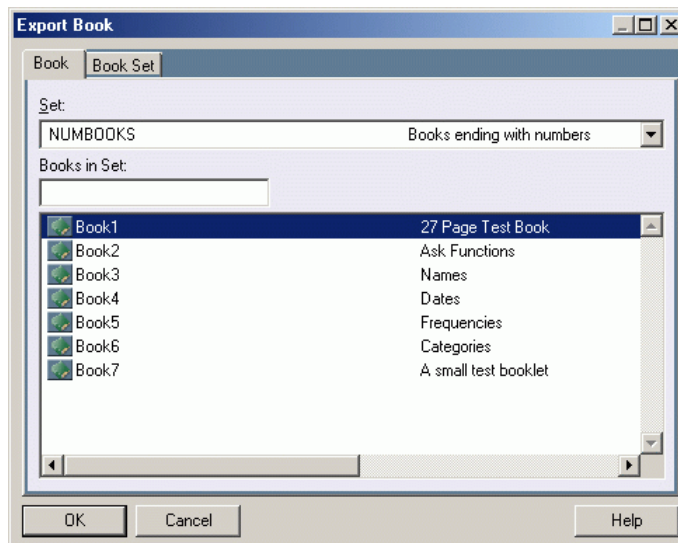 Export Book
Book Book Set
Set:
NUMBOOKS Books ending with numbers
Books in Set:
Book1 27 Page Test Book
Book2 Ask Functions
Book3 Names
Book4 Dates
Book5 Frequencies
Book6 Categories
Book7 A small test booklet
OK Cancel Help